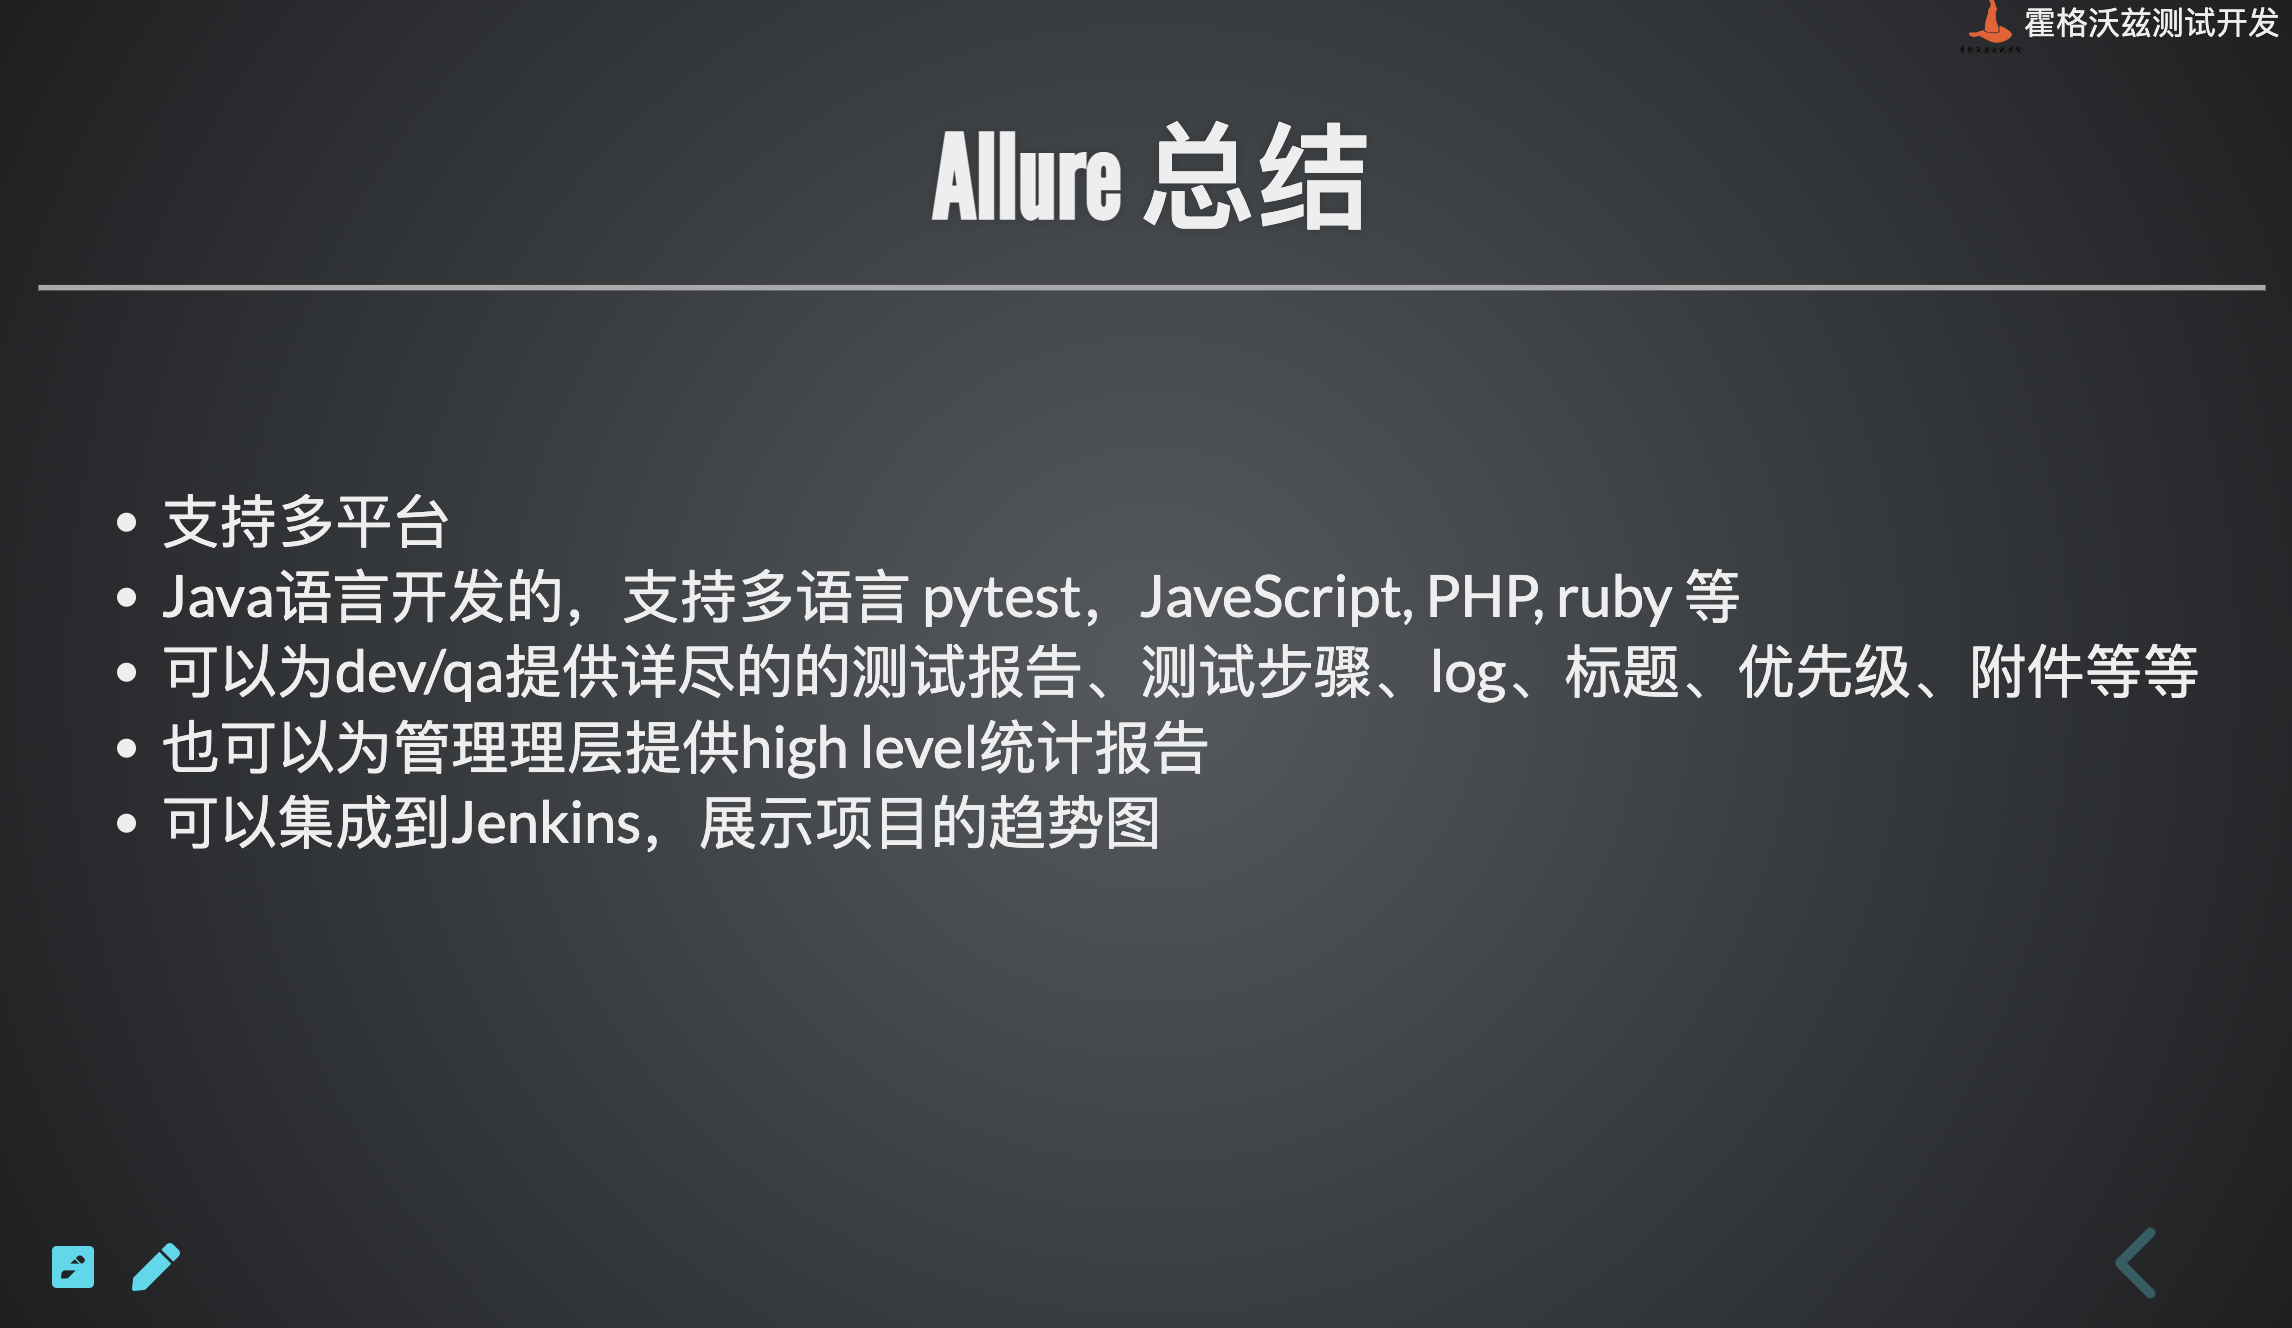 霍格沃兹测试开发
Allure 总结
支持多平台
Java语言开发的，支持多语言 pytest，JaveScript, PHP, ruby 等
可以为dev/qa提供详尽的的测试报告、测试步骤、log、标题、优先级、附件等等
也可以为管理理层提供high level统计报告
可以集成到Jenkins，展示项目的趋势图